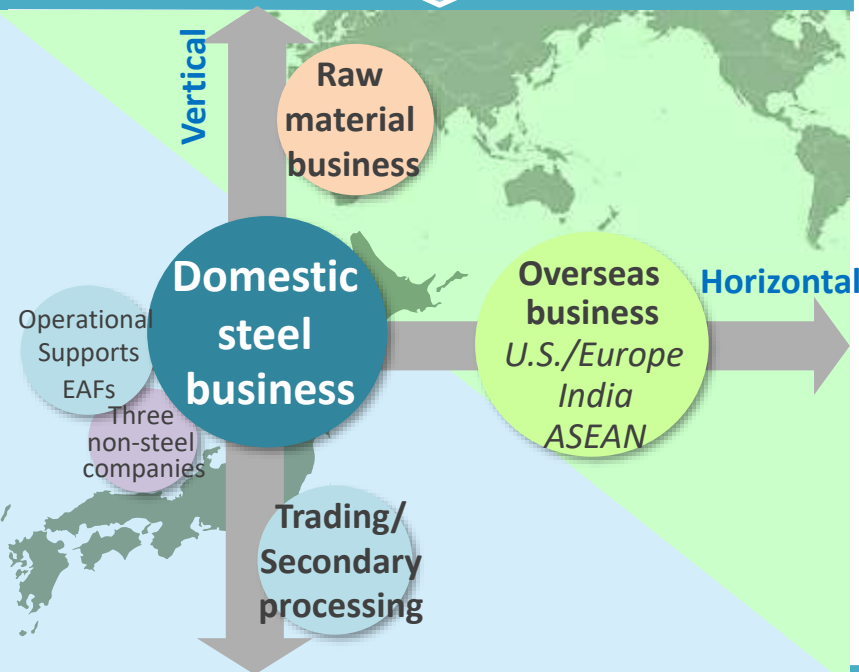 Vertical
Raw
material
business
Domestic
steel
business
Overseas
business
U.S./Europe
India
ASEAN
Horizontal
Operational
Supports
EAFs
Three
non-steel
companies
Trading/
Secondary
processing